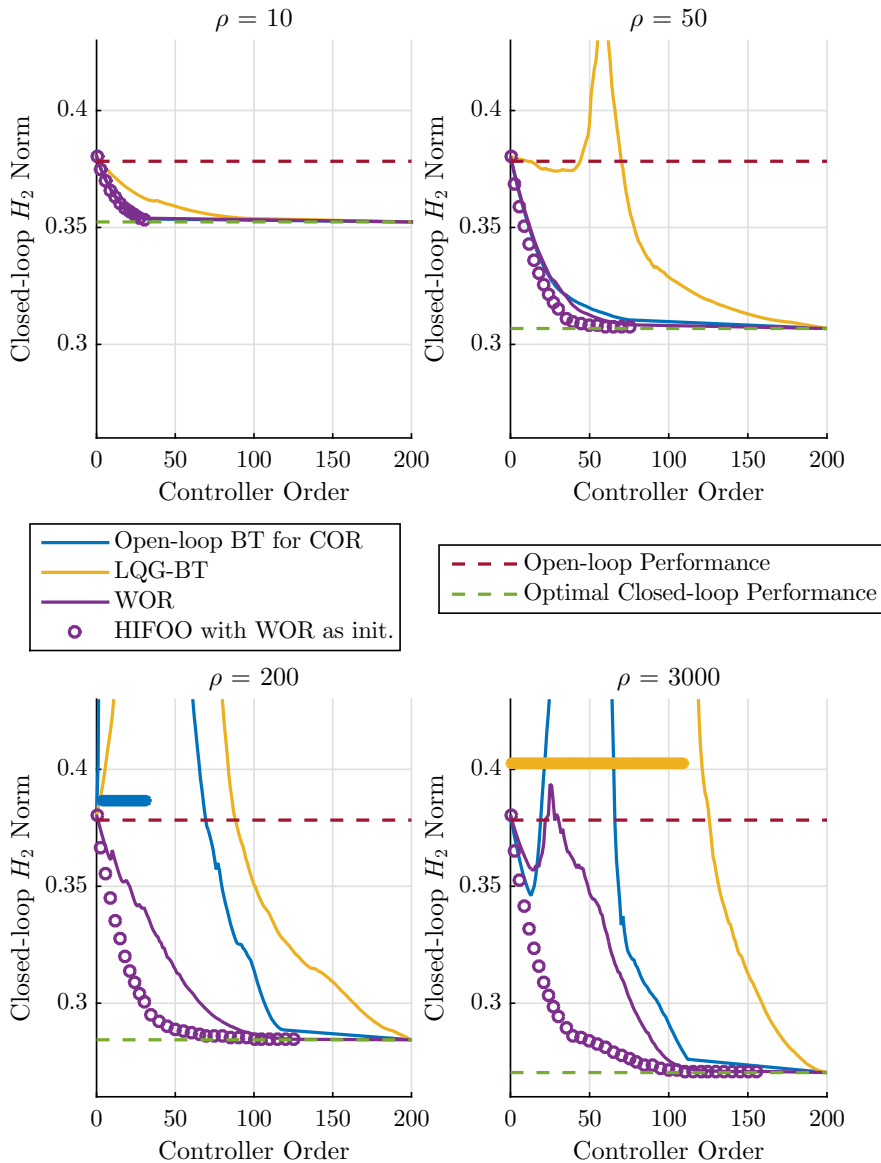 ρ = 10
ρ = 50
Closed-loop H₂ Norm
0.4
0.35
0.3
0 50 100 150 200
Controller Order
Closed-loop H₂ Norm
0.4
0.35
0.3
0 50 100 150 200
Controller Order
Open-loop BT for COR
LQG-BT
WOR
HIFOO with WOR as init.
Open-loop Performance
Optimal Closed-loop Performance
ρ = 200
ρ = 3000
Closed-loop H₂ Norm
0.4
0.35
0.3
0 50 100 150 200
Controller Order
Closed-loop H₂ Norm
0.4
0.35
0.3
0 50 100 150 200
Controller Order